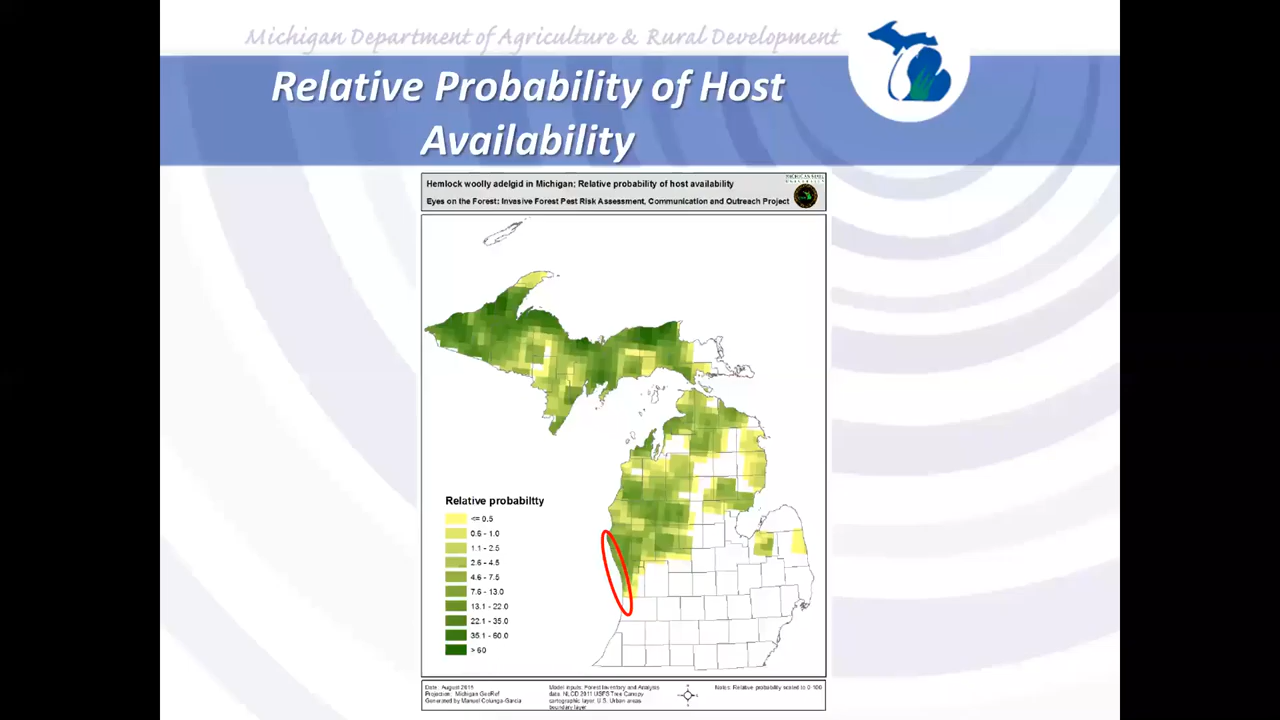 Michigan Department of Agriculture & Rural Development
Relative Probability of Host
Availability
Hemlock woolly adelgid in Michigan; Relative probability of host availability
Eyes on the Forest: Invasive Forest Pest Risk Assessment, Communication and Outreach Project
Relative probabiltty
<= 0.5
0.6 - 1.0
1.1 - 2.5
2.6 - 4.5
4.6 - 7.5
7.6 - 13.0
13.1 - 22.0
22.1 - 35.0
35.1 - 60.0
> 60
Date: August 2015
Projection: Michigan GeoRef
Generated by Manuel Colunga-Garcia
Model inputs: Forest Inventory and Analysis
data, NLCD 2011 USFS Tree Canopy
cartographic layer, U.S. Urban areas
boundary layer.
Notes: Relative probability scaled to 0-100